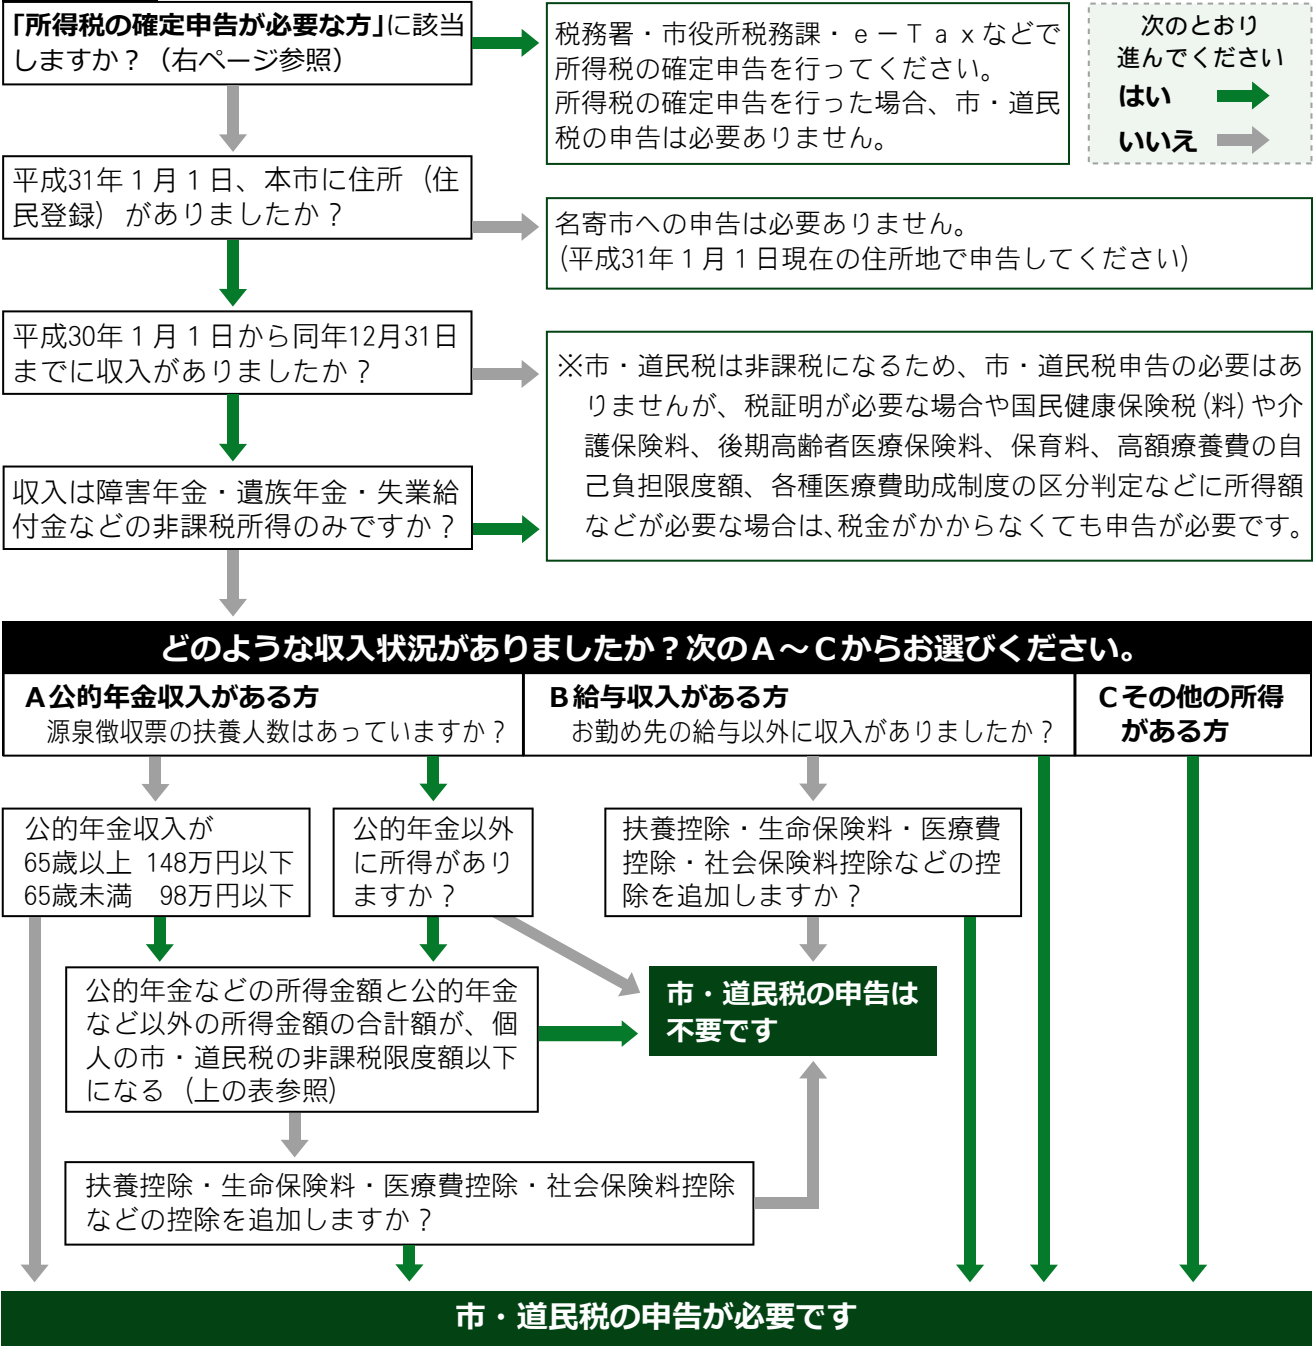 「所得税の確定申告が必要な方」に該当
しますか？（右ページ参照）
税務署・市役所税務課・ｅ－Ｔａｘなどで
所得税の確定申告を行ってください。
所得税の確定申告を行った場合、市・道民
税の申告は必要ありません。
次のとおり
進んでください
はい
いいえ
平成31年１月１日、本市に住所（住
民登録）がありましたか？
名寄市への申告は必要ありません。
（平成31年１月１日現在の住所地で申告してください）
平成30年１月１日から同年12月31日
までに収入がありましたか？
※市・道民税は非課税になるため、市・道民税申告の必要はあ
りませんが、税証明が必要な場合や国民健康保険税（料）や介
護保険料、後期高齢者医療保険料、保育料、高額療養費の自
己負担限度額、各種医療費助成制度の区分判定などに所得額
などが必要な場合は、税金がかからなくても申告が必要です。
収入は障害年金・遺族年金・失業給
付金などの非課税所得のみですか？
どのような収入状況がありましたか？次のＡ～Ｃからお選びください。
Ａ公的年金収入がある方
源泉徴収票の扶養人数はあっていますか？
Ｂ給与収入がある方
お勤め先の給与以外に収入がありましたか？
Ｃその他の所得
がある方
公的年金収入が
65歳以上 148万円以下
65歳未満　98万円以下
公的年金以外
に所得があり
ますか？
扶養控除・生命保険料・医療費
控除・社会保険料控除などの控
除を追加しますか？
公的年金などの所得金額と公的年金
など以外の所得金額の合計額が、個
人の市・道民税の非課税限度額以下
になる（上の表参照）
市・道民税の申告は
不要です
扶養控除・生命保険料・医療費控除・社会保険料控除
などの控除を追加しますか？
市・道民税の申告が必要です